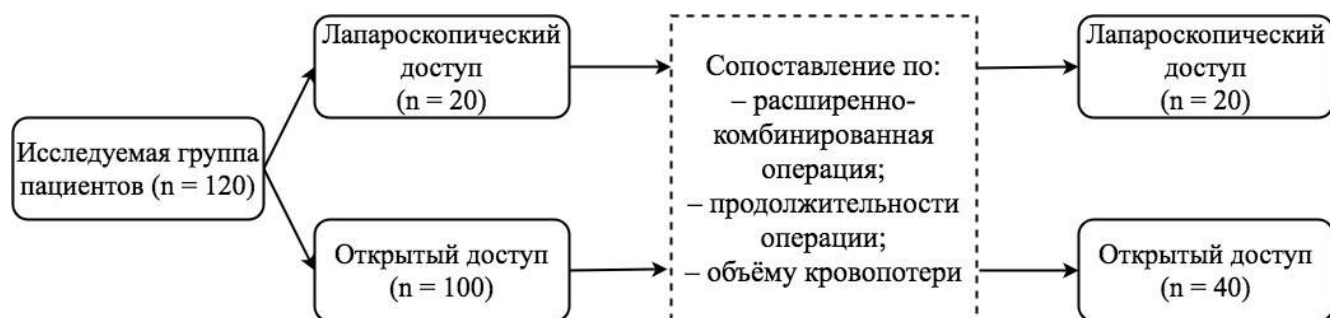 Исследуемая группа
пациентов (n = 120)
Лапароскопический
доступ
(n = 20)
Открытый доступ
(n = 100)
Сопоставление по:
– расширенно-
комбинированная
операция;
– продолжительности
операции;
– объёму кровопотери
Лапароскопический
доступ
(n = 20)
Открытый доступ
(n = 40)